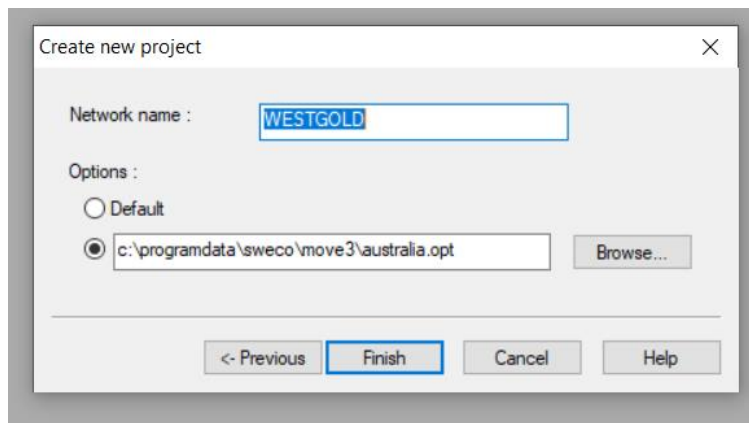 Create new project
Network name :
WESTGOLD
Options :
Default
c:\programdata\sweco\move3\australia.opt
Browse...
<- Previous
Finish
Cancel
Help